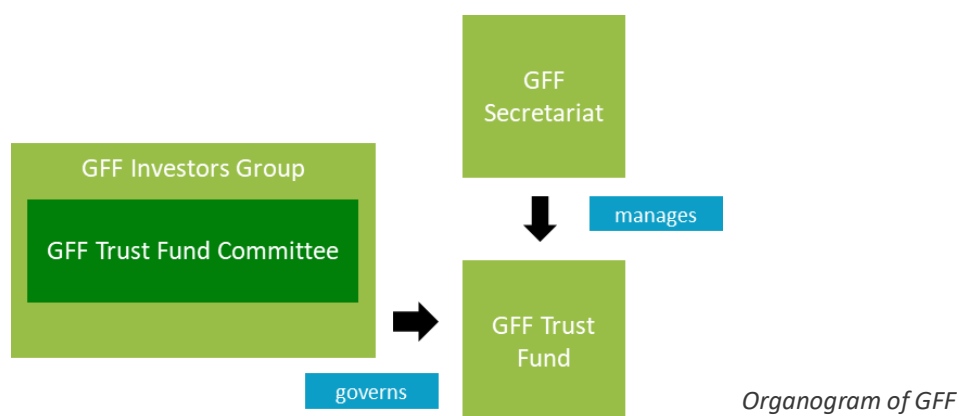 GFF
Secretariat
GFF Investors Group
GFF Trust Fund Committee
manages
GFF Trust
Fund
governs
Organogram of GFF